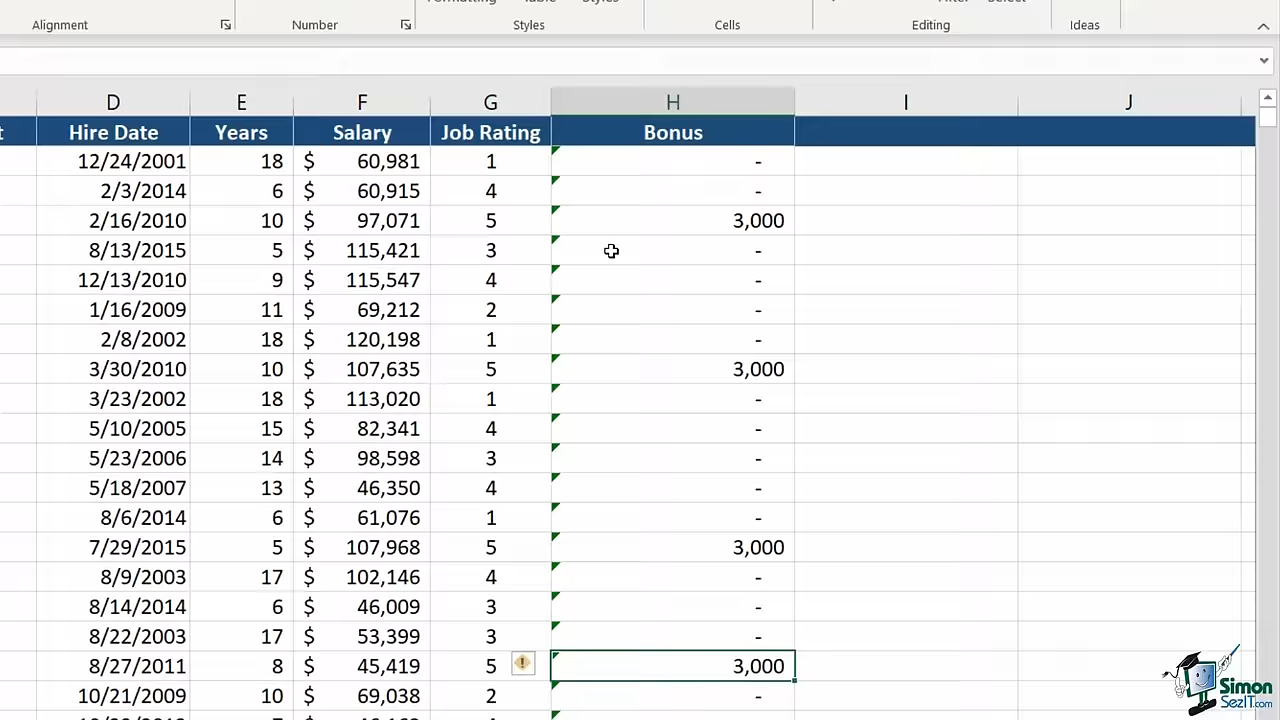 Formatting Table Styles Filter Select
Alignment Number Styles Cells Editing Ideas
D E F G H I J
t Hire Date Years Salary Job Rating Bonus
12/24/2001 18 $ 60,981 1 -
2/3/2014 6 $ 60,915 4 -
2/16/2010 10 $ 97,071 5 3,000
8/13/2015 5 $ 115,421 3 -
12/13/2010 9 $ 115,547 4 -
1/16/2009 11 $ 69,212 2 -
2/8/2002 18 $ 120,198 1 -
3/30/2010 10 $ 107,635 5 3,000
3/23/2002 18 $ 113,020 1 -
5/10/2005 15 $ 82,341 4 -
5/23/2006 14 $ 98,598 3 -
5/18/2007 13 $ 46,350 4 -
8/6/2014 6 $ 61,076 1 -
7/29/2015 5 $ 107,968 5 3,000
8/9/2003 17 $ 102,146 4 -
8/14/2014 6 $ 46,009 3 -
8/22/2003 17 $ 53,399 3 -
8/27/2011 8 $ 45,419 5 3,000
10/21/2009 10 $ 69,038 2 -
Simon
SezIT.com